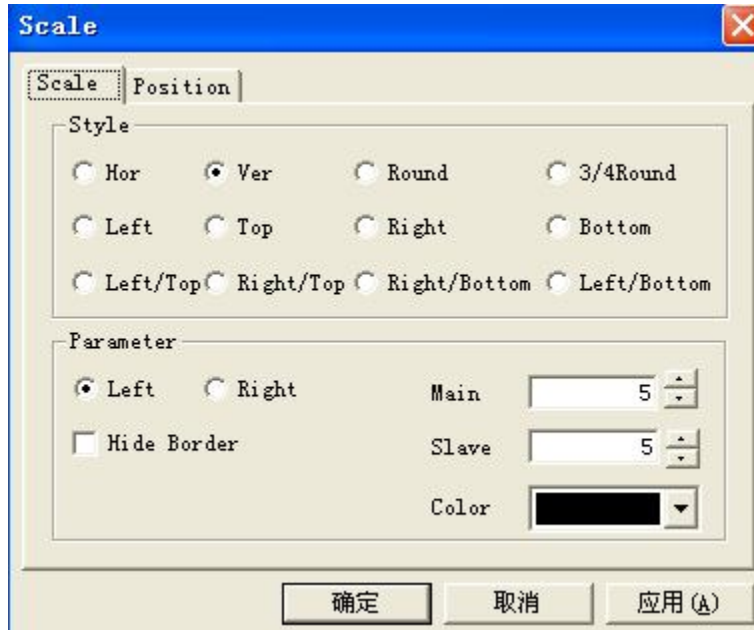 Scale
Scale Position
Style
Hor Ver Round 3/4Round
Left Top Right Bottom
Left/Top Right/Top Right/Bottom Left/Bottom
Parameter
Left Right Main 5
Hide Border Slave 5
Color
确定 取消 应用(A)